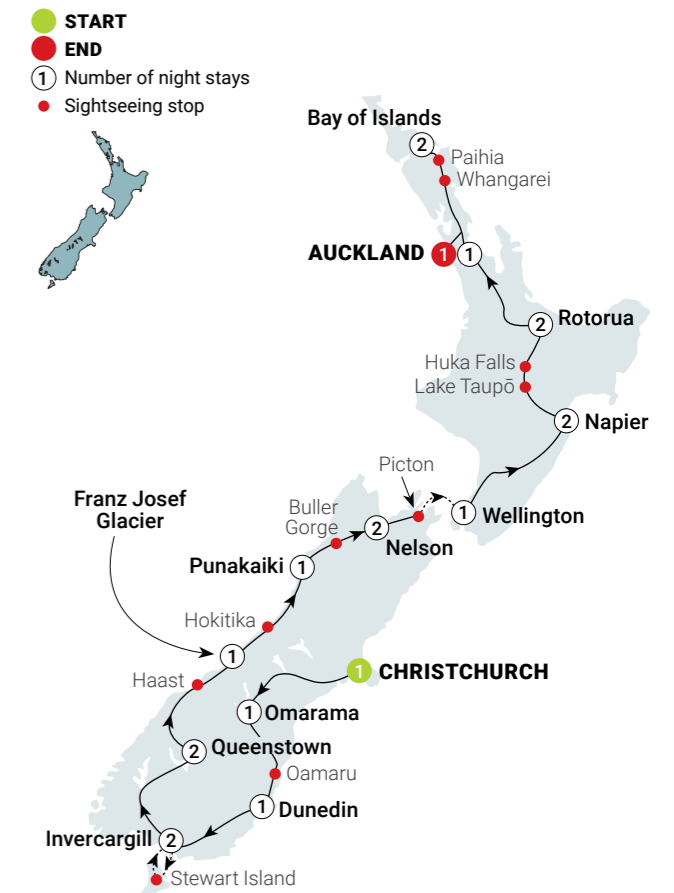 START
END
1 Number of night stays
Sightseeing stop
Bay of Islands
2
Paihia
Whangarei
AUCKLAND 1 1
2 Rotorua
Huka Falls
Lake Taupō
2 Napier
Picton
1 Wellington
Franz Josef
Glacier
Buller
Gorge
2
Nelson
Punakaiki 1
Hokitika
1
Haast
1 CHRISTCHURCH
1 Omarama
2 Queenstown
Oamaru
1 Dunedin
Invercargill 2
Stewart Island